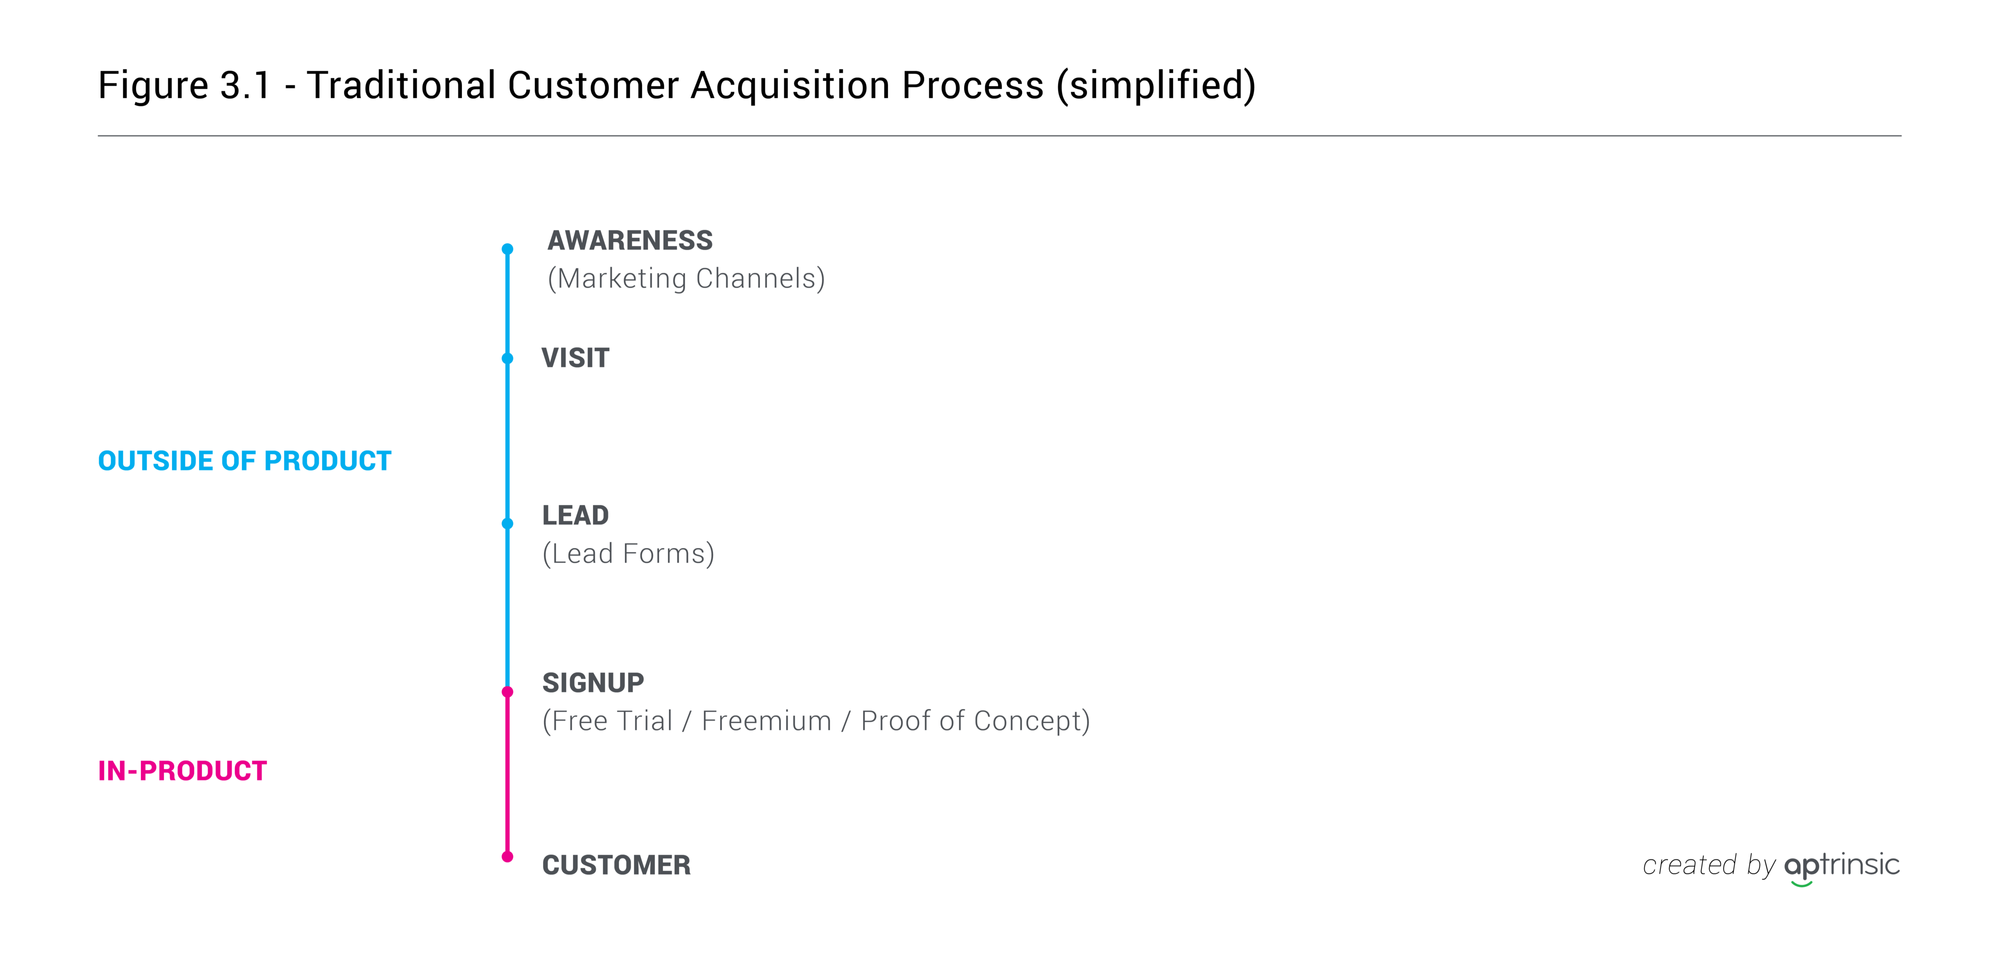 Figure 3.1 - Traditional Customer Acquisition Process (simplified)
AWARENESS
(Marketing Channels)
VISIT
OUTSIDE OF PRODUCT
LEAD
(Lead Forms)
SIGNUP
(Free Trial / Freemium / Proof of Concept)
IN-PRODUCT
CUSTOMER
created by aptrinsic